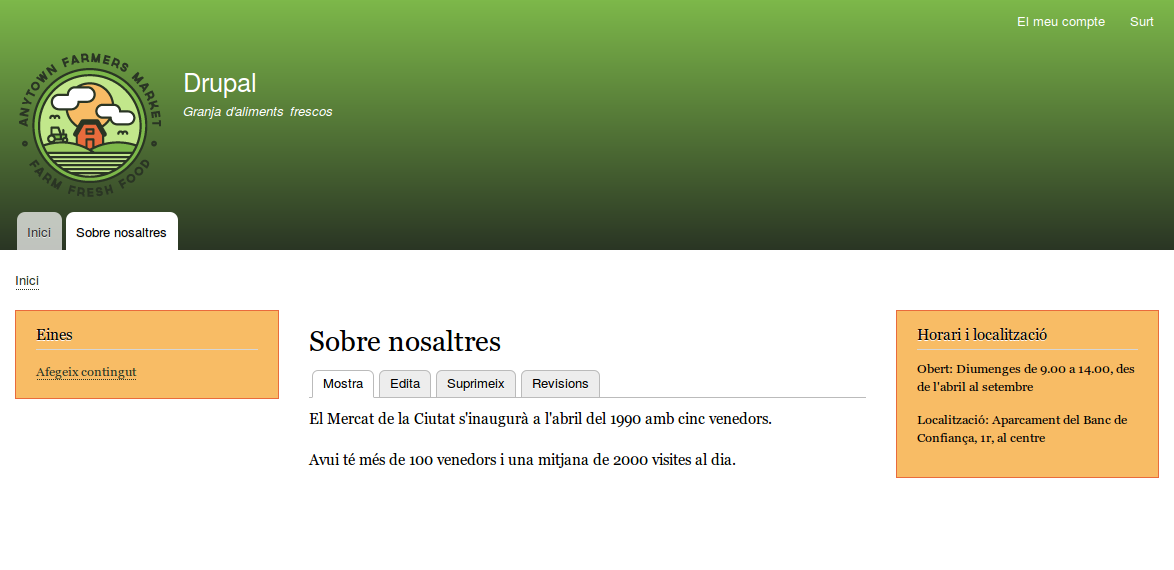 El meu compte Surt
ANYTOWN FARMERS MARKET
FARM FRESH FOOD
Drupal
Granja d'aliments frescos
Inici Sobre nosaltres
Inici
Eines
Afegeix contingut
Sobre nosaltres
Mostra Edita Suprimeix Revisions
El Mercat de la Ciutat s'inaugurà a l'abril del 1990 amb cinc venedors.
Avui té més de 100 venedors i una mitjana de 2000 visites al dia.
Horari i localització
Obert: Diumenges de 9.00 a 14.00, des
de l'abril al setembre
Localització: Aparcament del Banc de
Confiança, 1r, al centre